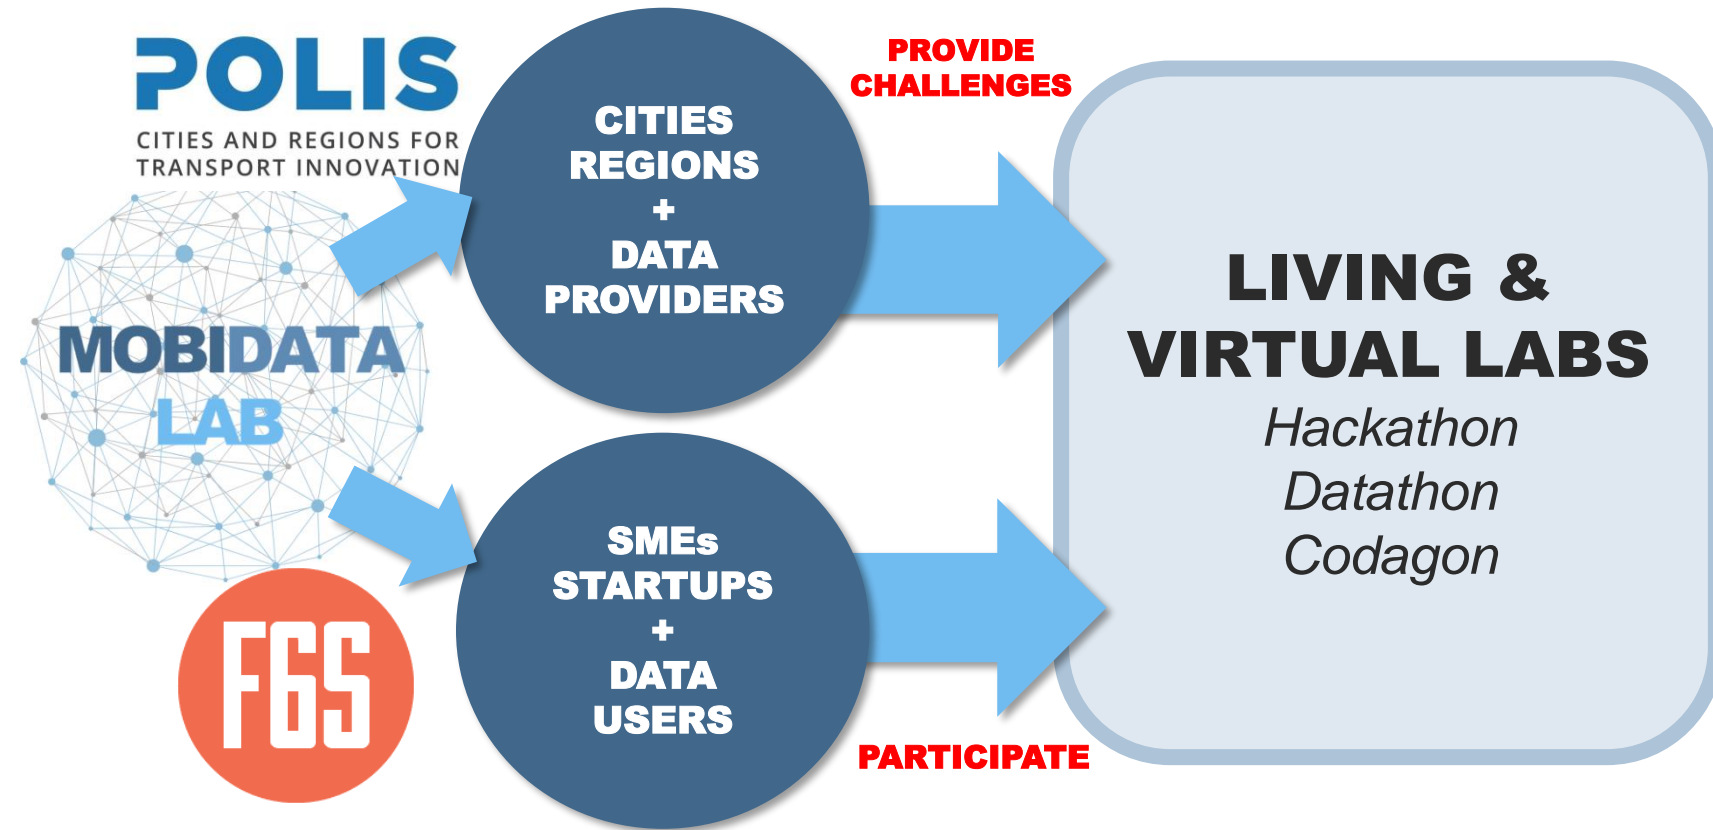 POLIS
CITIES AND REGIONS FOR
TRANSPORT INNOVATION
MOBIDATA
LAB
F6S
CITIES
REGIONS
+
DATA
PROVIDERS
SMEs
STARTUPS
+
DATA
USERS
PROVIDE
CHALLENGES
PARTICIPATE
LIVING &
VIRTUAL LABS
Hackathon
Datathon
Codagon